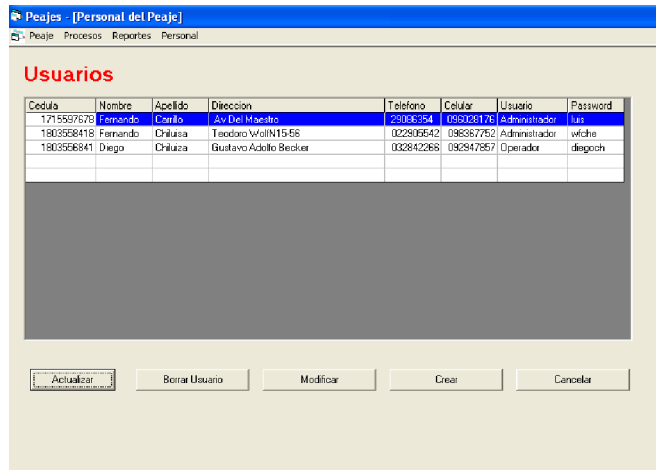 Peajes - [Personal del Peaje]
Peaje Procesos Reportes Personal
Usuarios
Cedula Nombre Apellido Direccion Telefono Celular Usuario Password
1715597678 Fernando Carrillo Av Del Maestro 29086354 096028176 Administrador luis
1803558418 Fernando Chiluisa Teodoro WolfN15-56 022905542 098367752 Administrador wfche
1803556841 Diego Chiluiza Gustavo Adolfo Becker 032842266 092947857 Operador diegoch
Actualizar Borrar Usuario Modificar Crear Cancelar